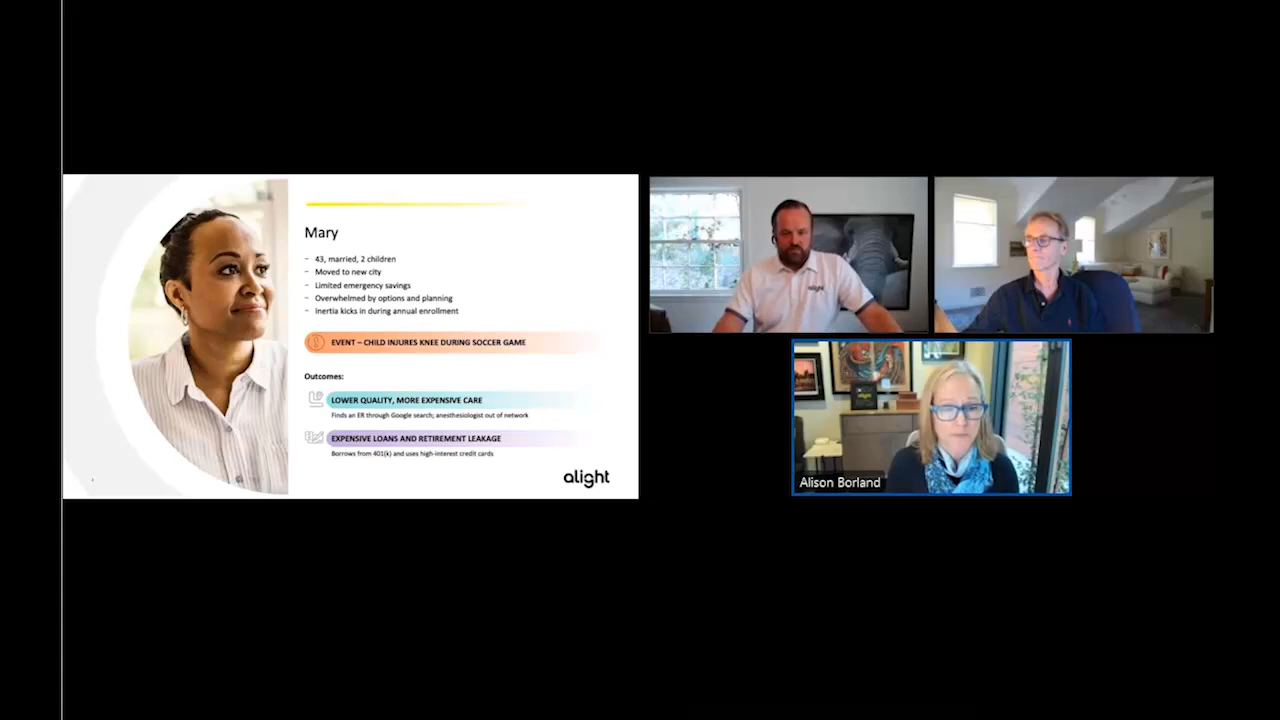 Mary
– 43, married, 2 children
– Moved to new city
– Limited emergency savings
– Overwhelmed by options and planning
– Inertia kicks in during annual enrollment
EVENT – CHILD INJURES KNEE DURING SOCCER GAME
Outcomes:
LOWER QUALITY, MORE EXPENSIVE CARE
Finds an ER through Google search; anesthesiologist out of network
EXPENSIVE LOANS AND RETIREMENT LEAKAGE
Borrows from 401(k) and uses high-interest credit cards
alight
alight
Alison Borland